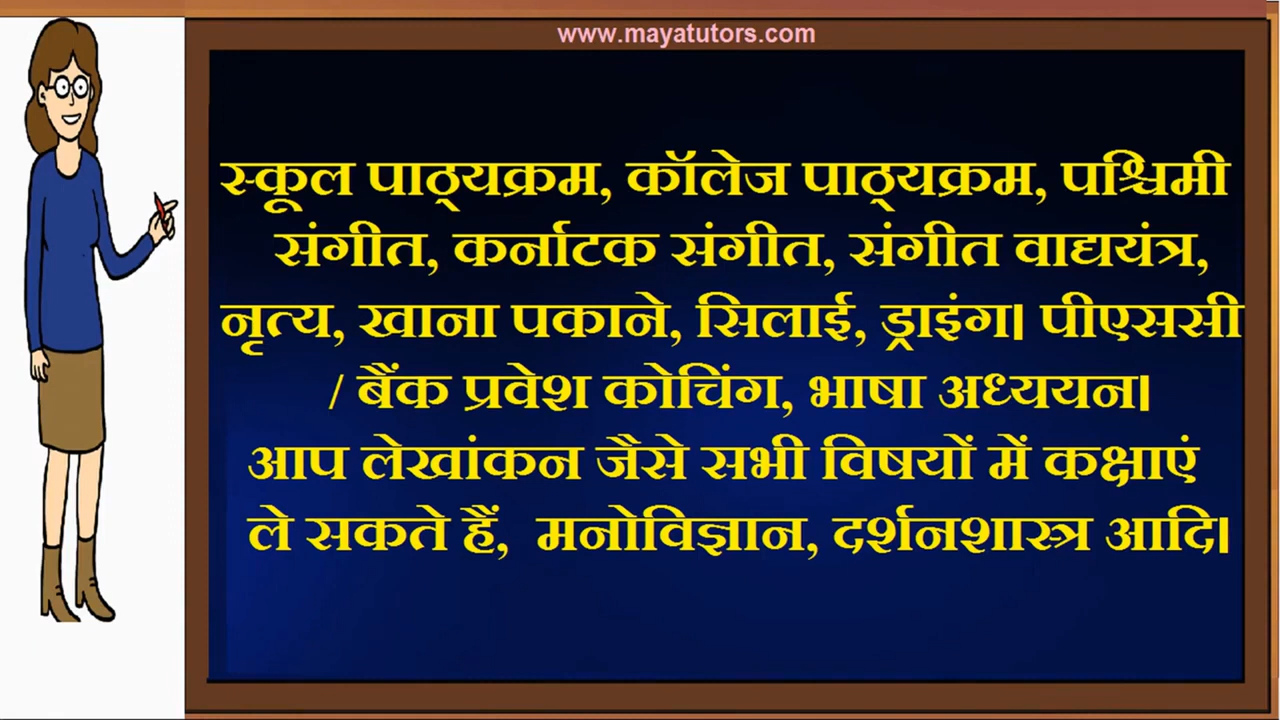 www.mayatutors.com
स्कूल पाठ्यक्रम, कॉलेज पाठ्यक्रम, पश्चिमी
संगीत, कर्नाटक संगीत, संगीत वाद्ययंत्र,
नृत्य, खाना पकाने, सिलाई, ड्राइंग। पीएससी
/ बैंक प्रवेश कोचिंग, भाषा अध्ययन।
आप लेखांकन जैसे सभी विषयों में कक्षाएं
ले सकते हैं, मनोविज्ञान, दर्शनशास्त्र आदि।